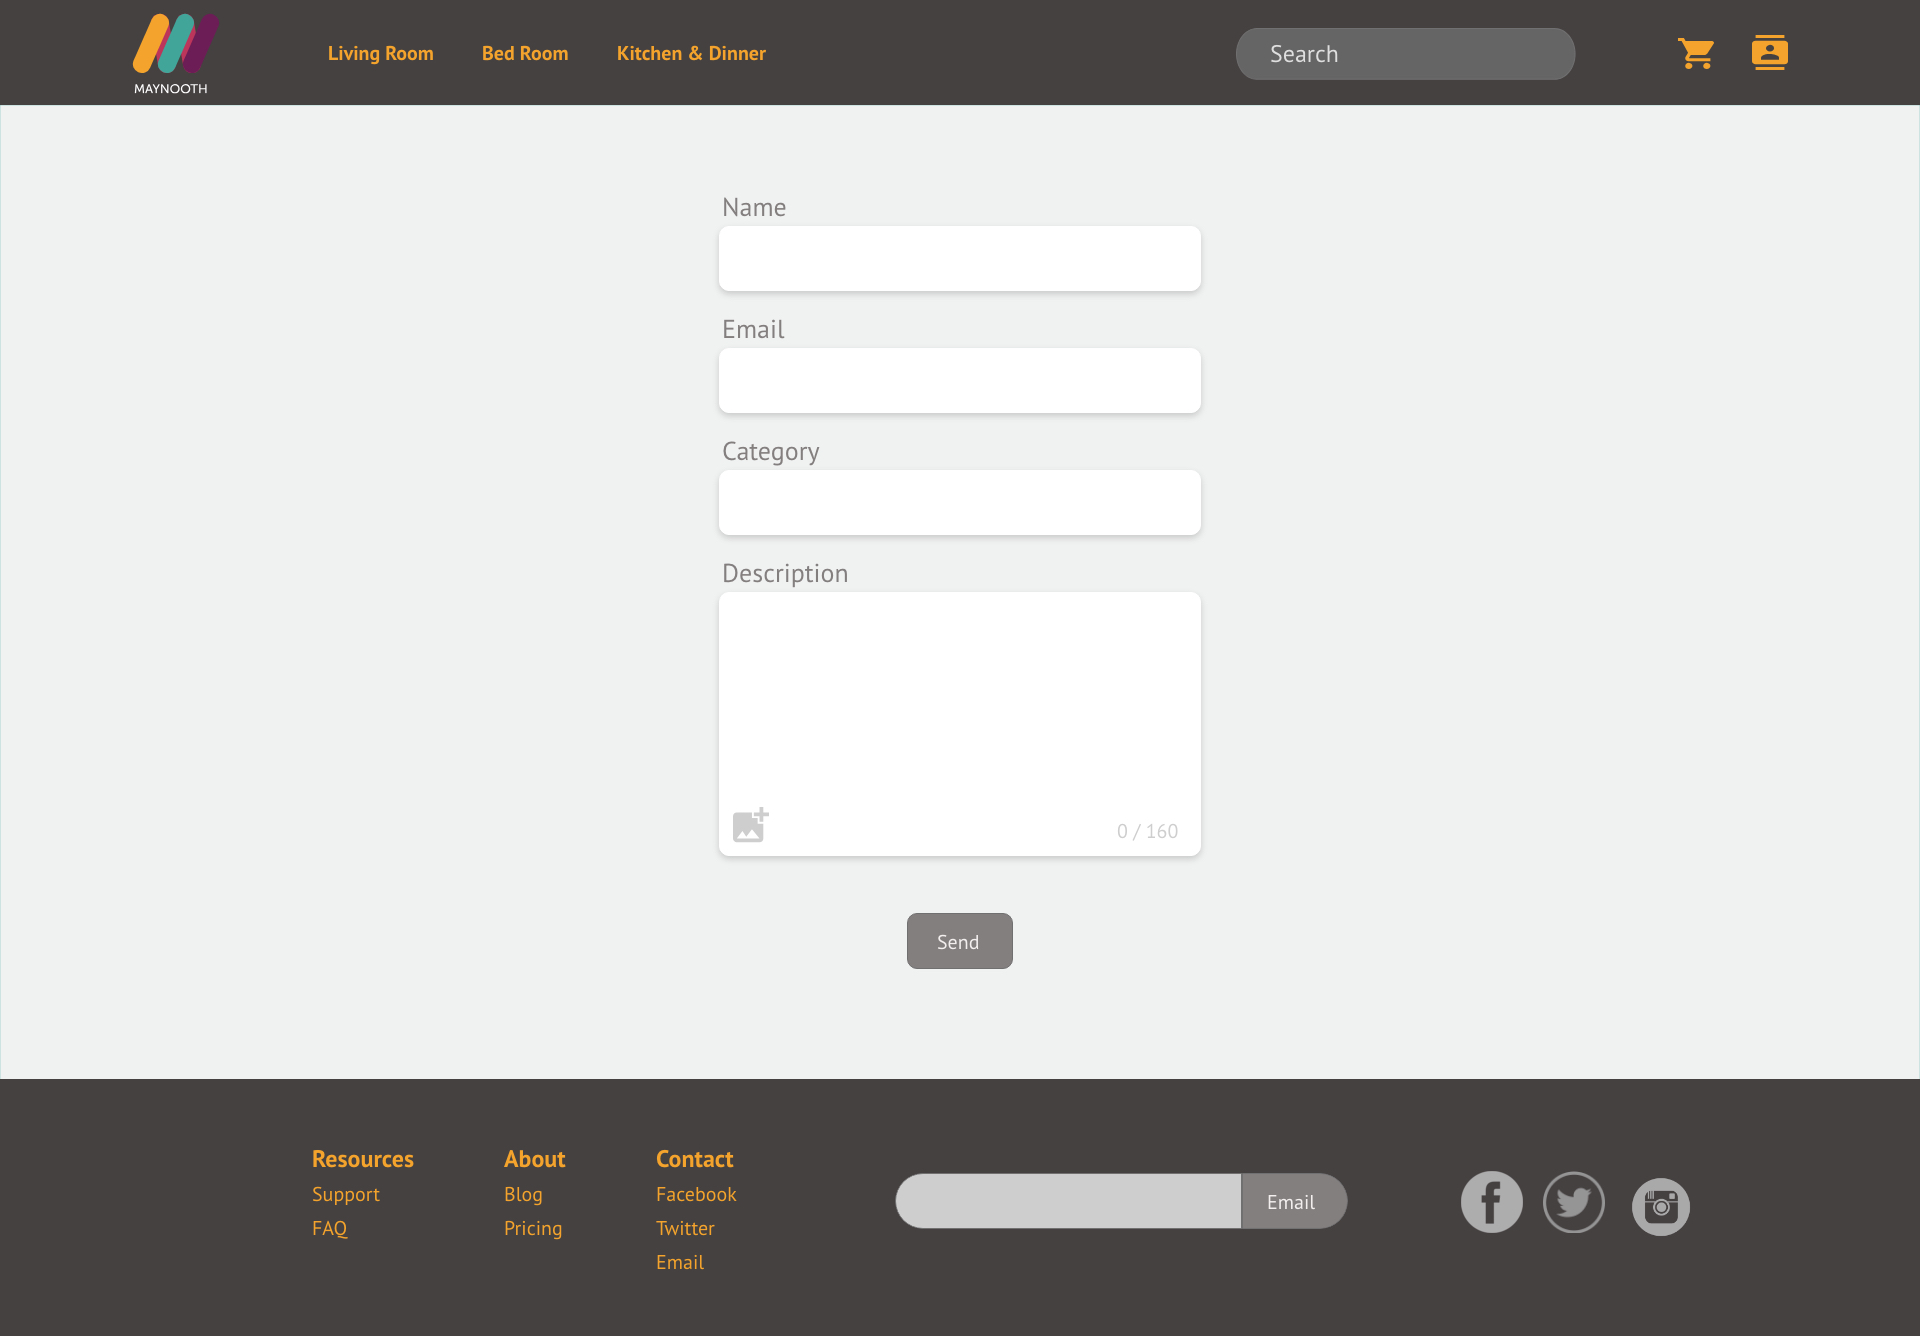 MAYNOOTH
Living Room
Bed Room
Kitchen & Dinner
Search
Name
Email
Category
Description
0 / 160
Send
Resources
Support
FAQ
About
Blog
Pricing
Contact
Facebook
Twitter
Email
Email